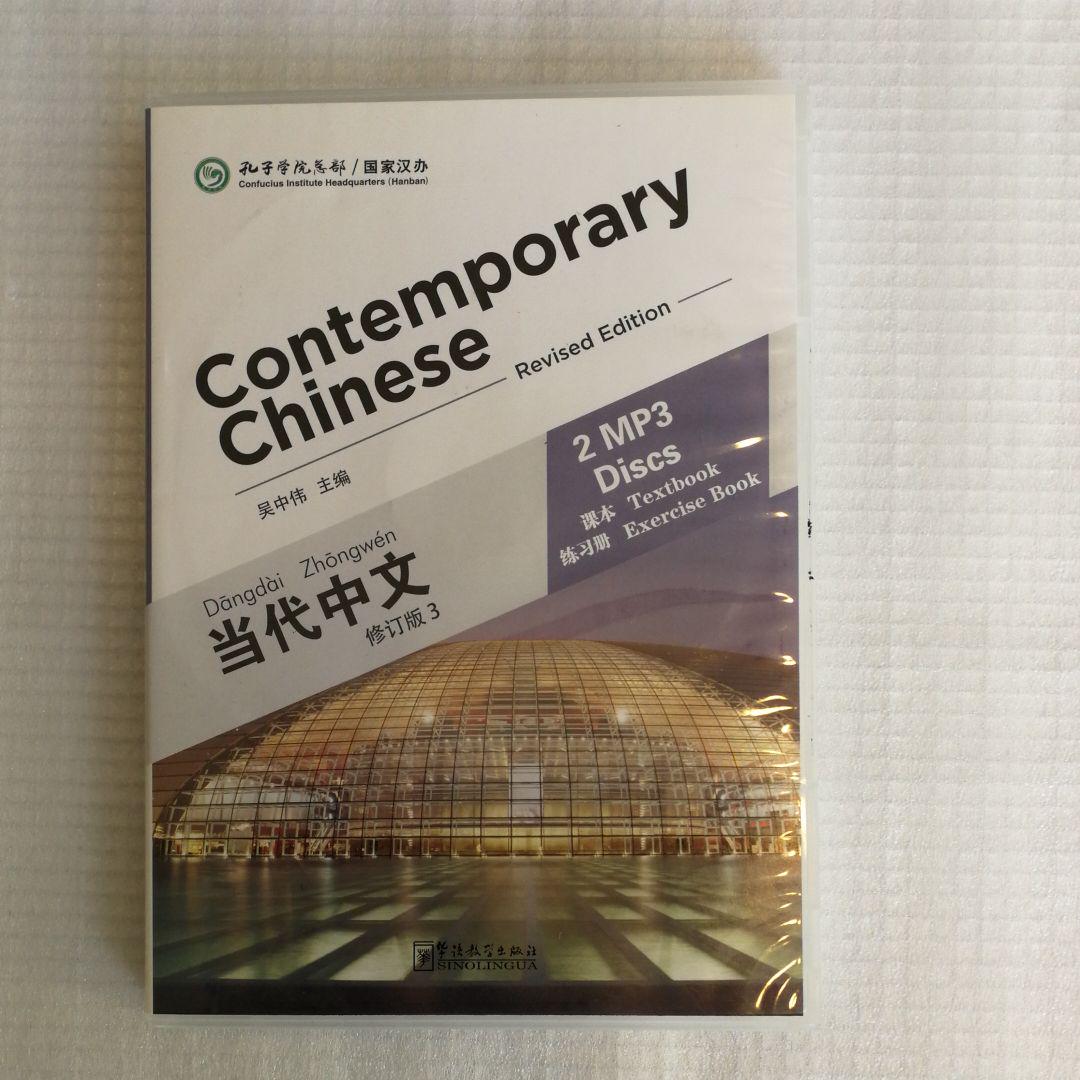 孔子学院总部 / 国家汉办
Confucius Institute Headquarters (Hanban)
Contemporary
Chinese
Revised Edition
吴中伟 主编
2 MP3
Discs
课本 Textbook
练习册 Exercise Book
Dāngdài Zhōngwén
当代中文
修订版 3
华语教学出版社
SINOLINGUA